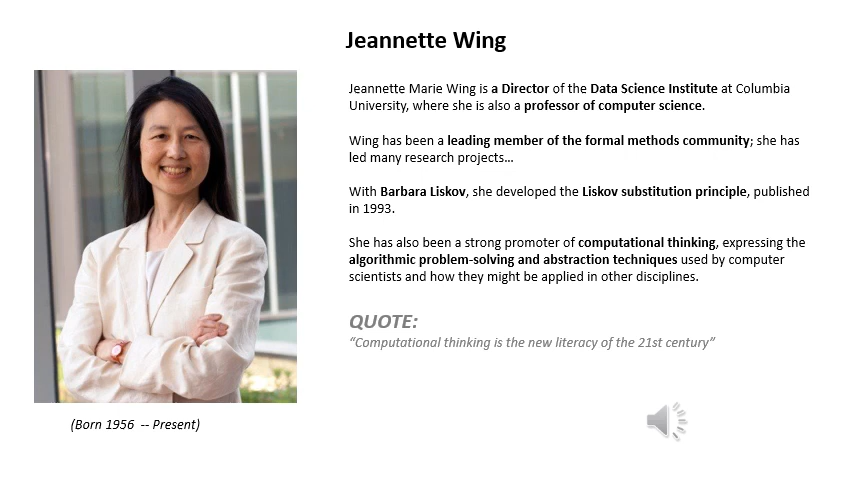 Jeannette Wing
Jeannette Marie Wing is a Director of the Data Science Institute at Columbia
University, where she is also a professor of computer science.
Wing has been a leading member of the formal methods community; she has
led many research projects…
With Barbara Liskov, she developed the Liskov substitution principle, published
in 1993.
She has also been a strong promoter of computational thinking, expressing the
algorithmic problem-solving and abstraction techniques used by computer
scientists and how they might be applied in other disciplines.
QUOTE:
“Computational thinking is the new literacy of the 21st century”
(Born 1956  -- Present)